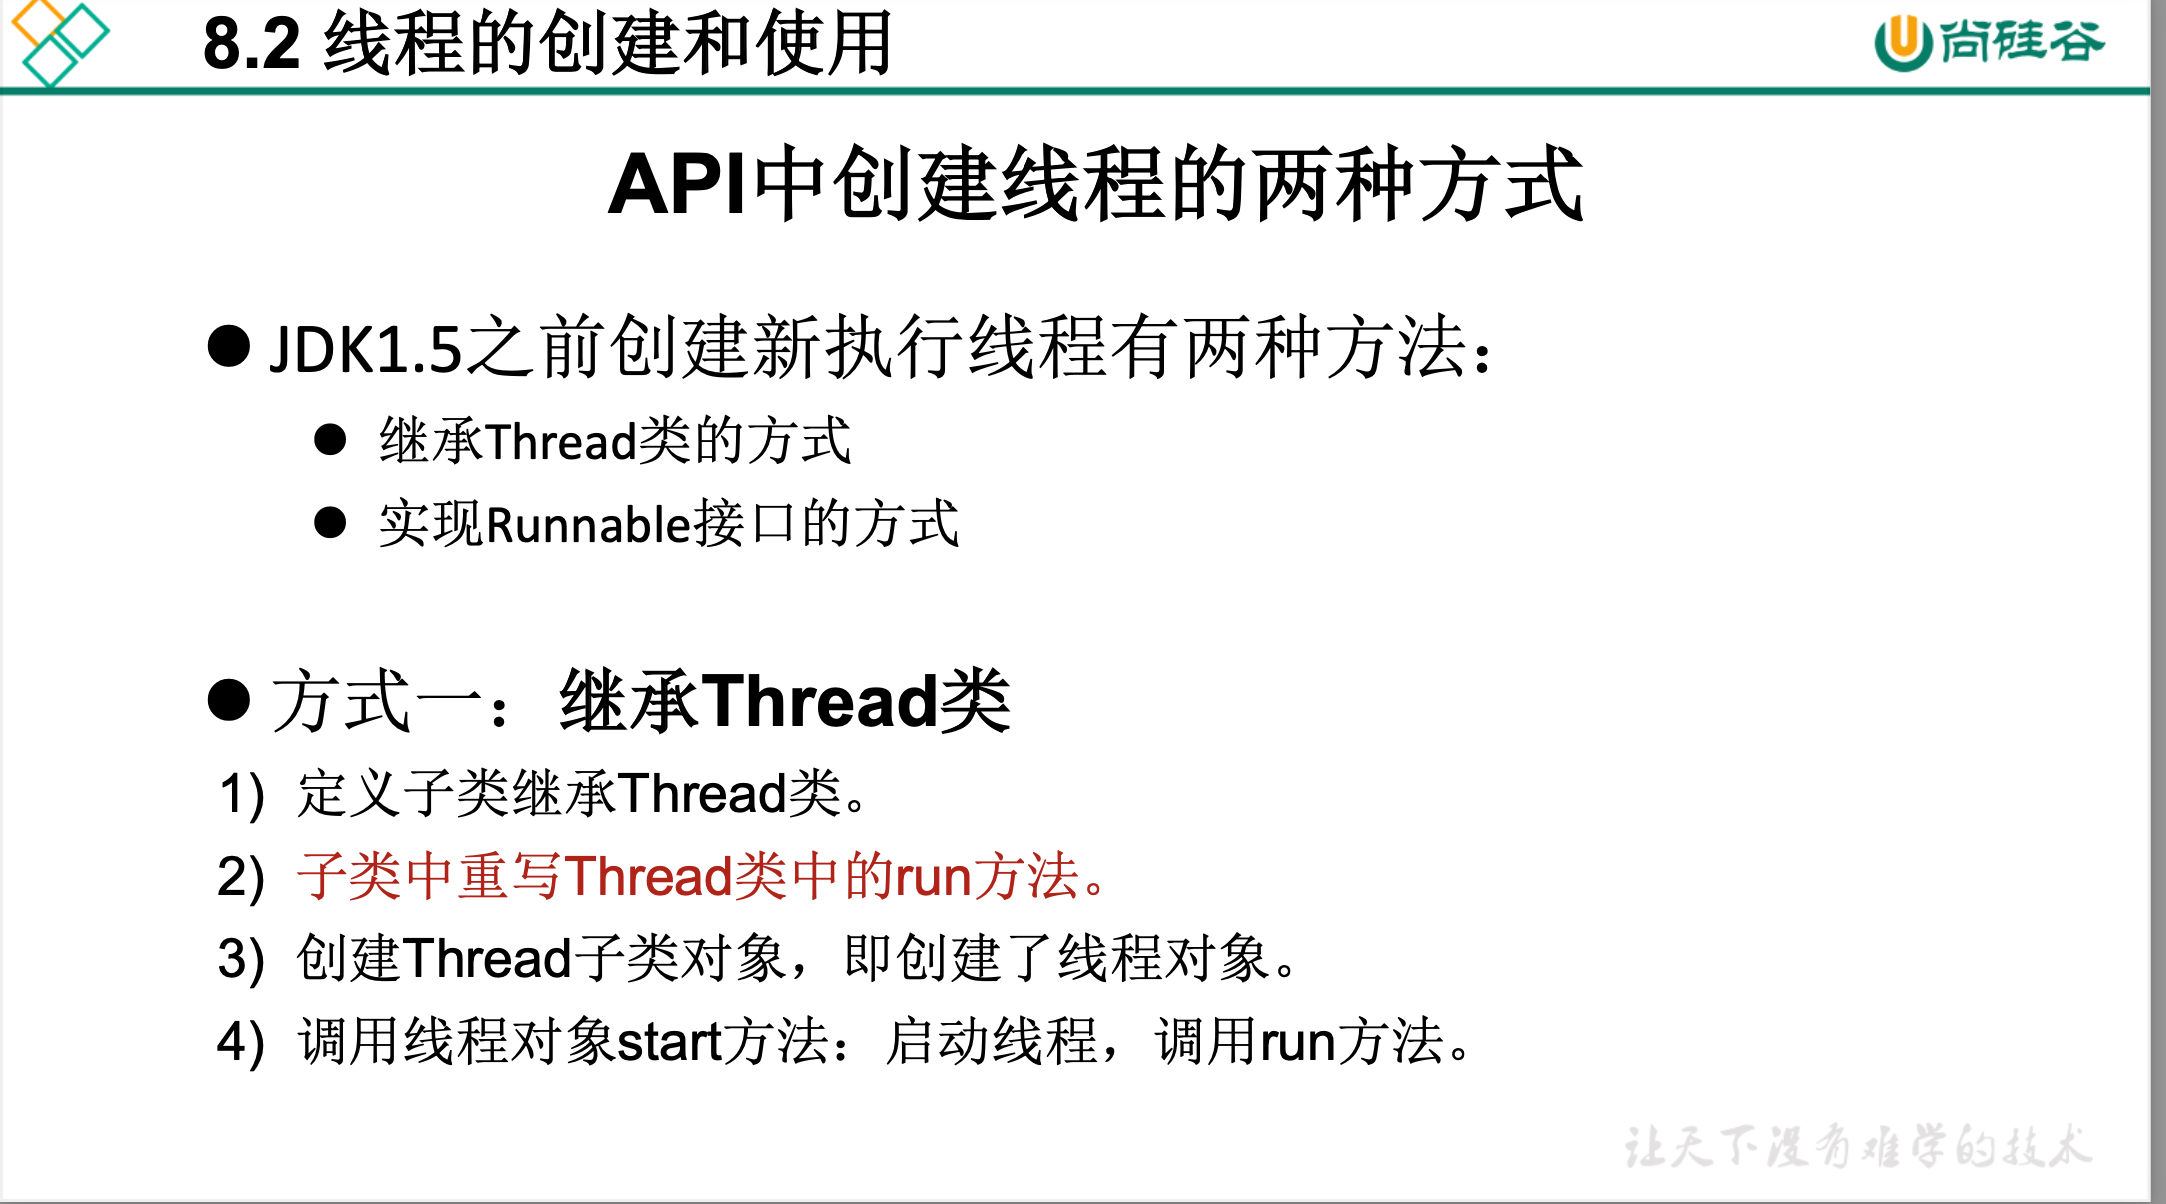 8.2 线程的创建和使用
尚硅谷
API中创建线程的两种方式
● JDK1.5之前创建新执行线程有两种方法：
● 继承Thread类的方式
● 实现Runnable接口的方式
● 方式一：继承Thread类
1) 定义子类继承Thread类。
2) 子类中重写Thread类中的run方法。
3) 创建Thread子类对象，即创建了线程对象。
4) 调用线程对象start方法：启动线程，调用run方法。
让天下没有难学的技术